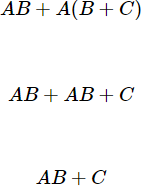 AB + A(B + C)
AB + AB + C
AB + C